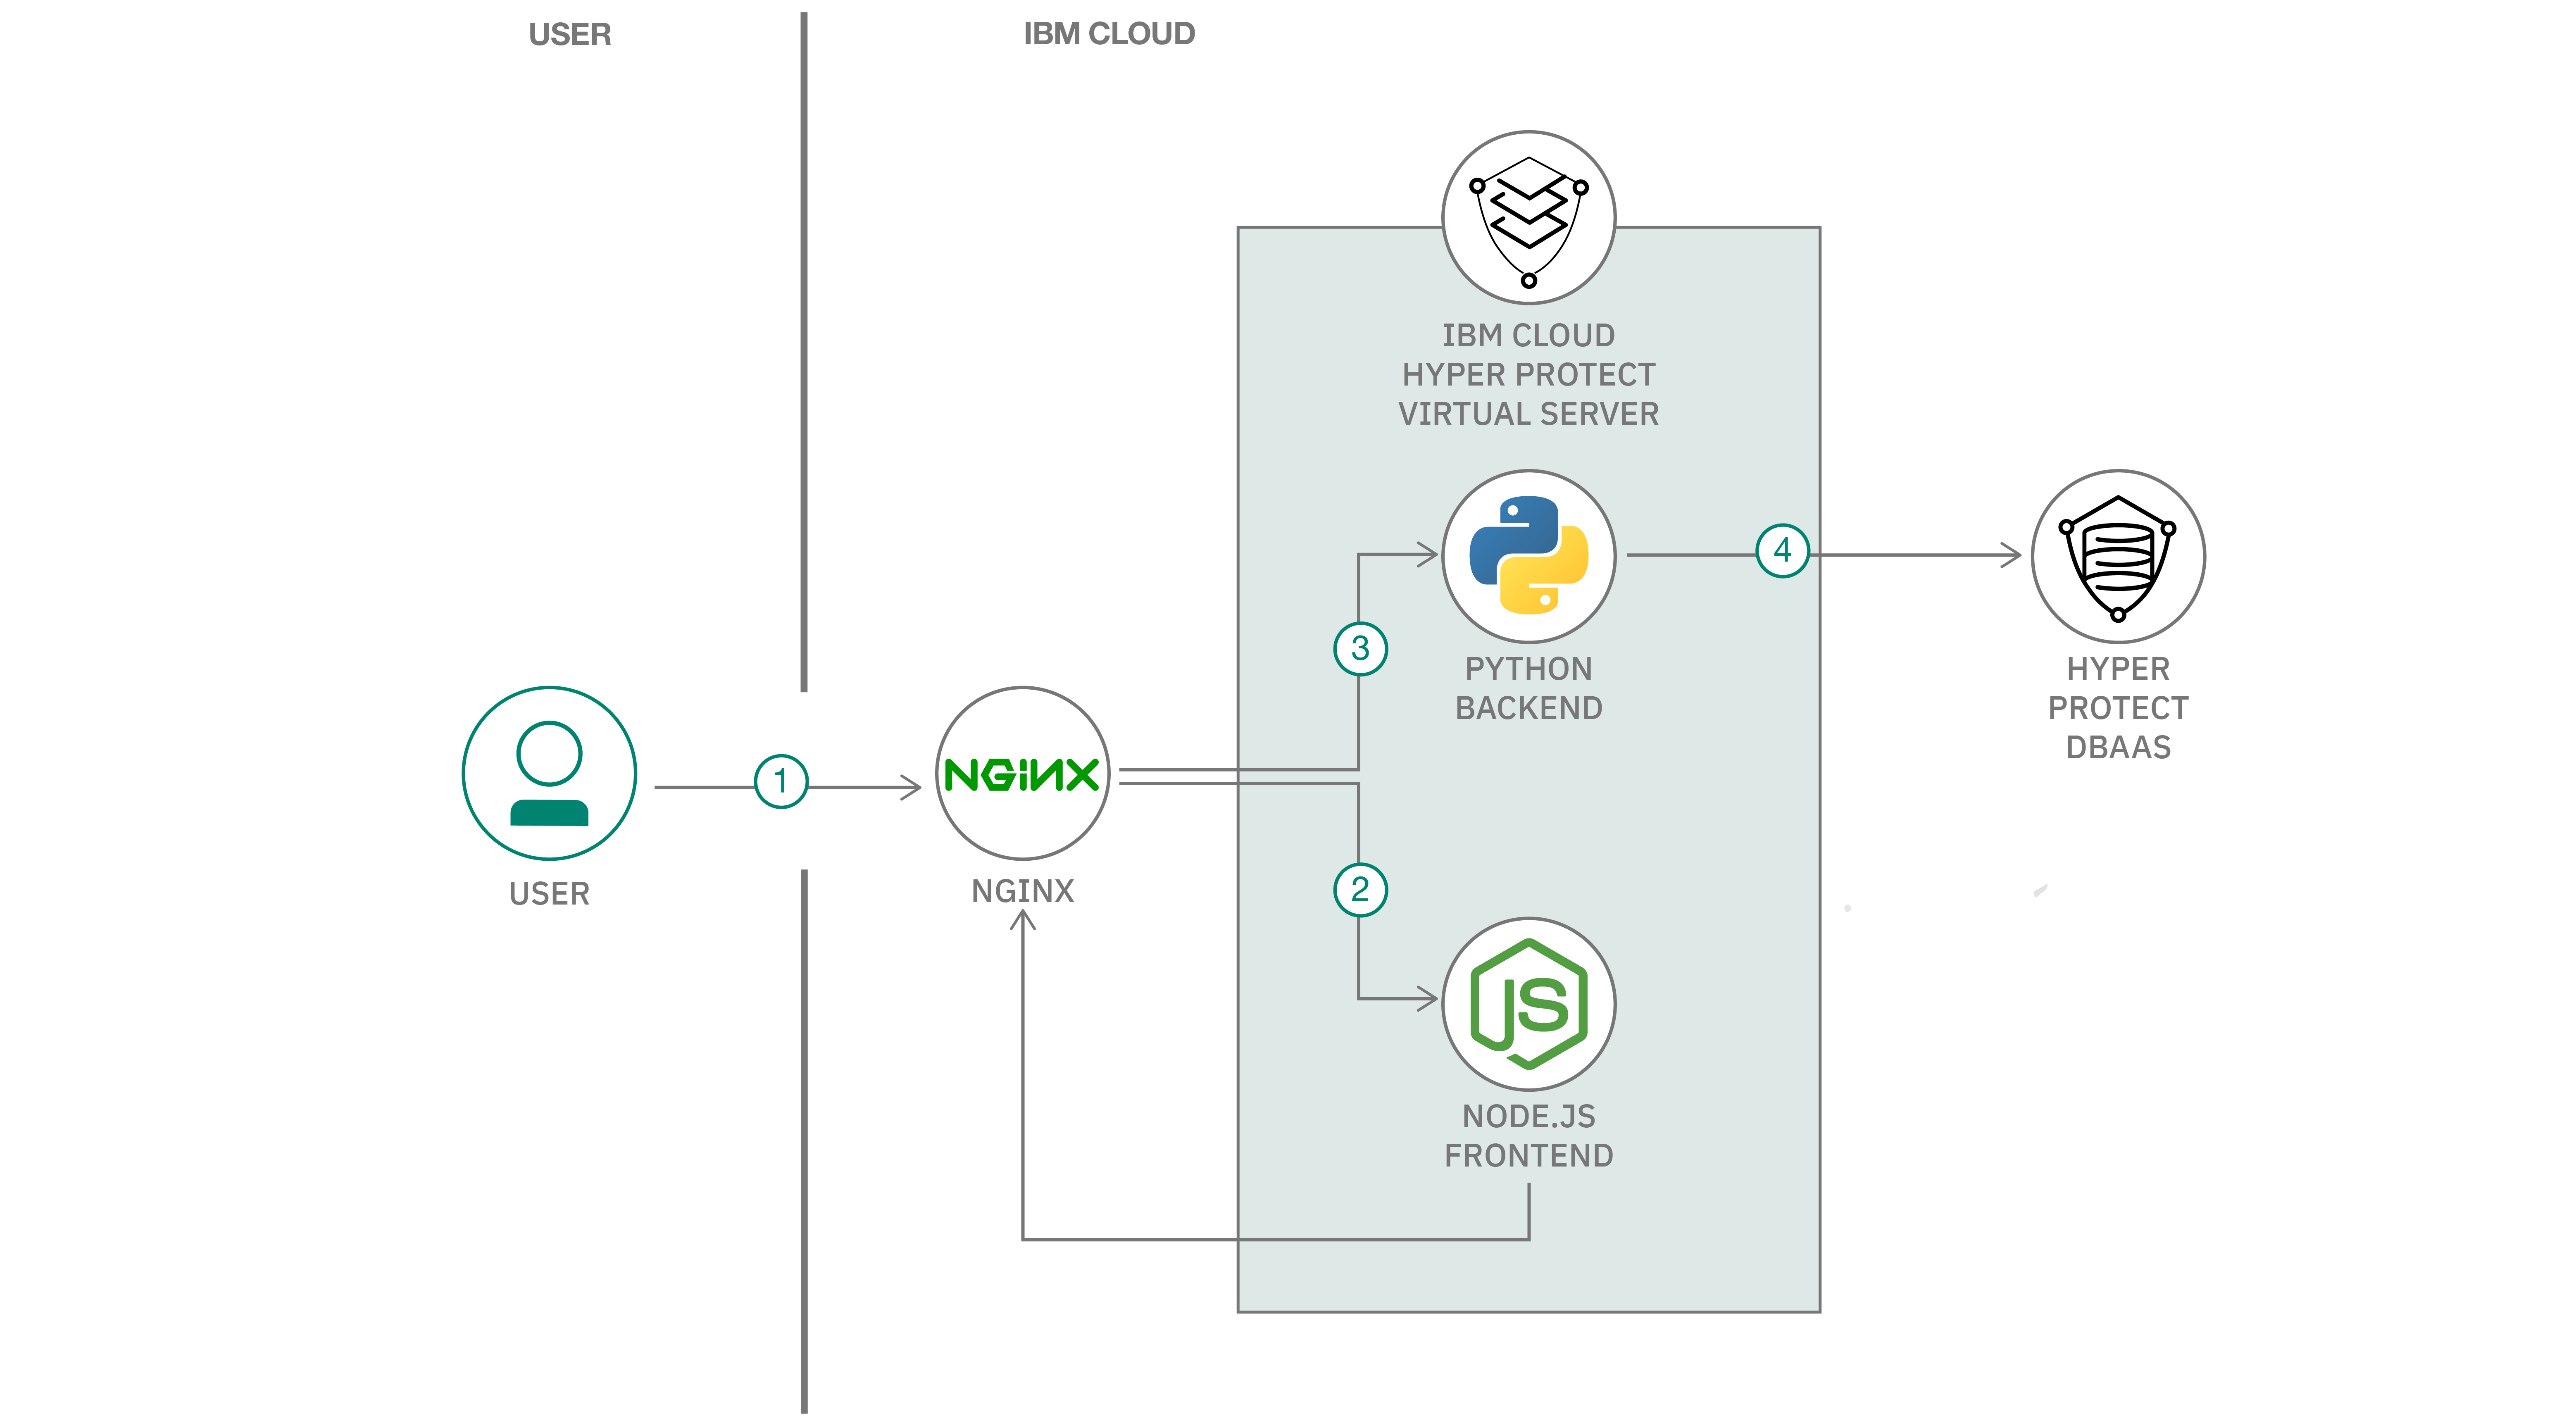 USER
IBM CLOUD
IBM CLOUD
HYPER PROTECT
VIRTUAL SERVER
4
3
PYTHON
BACKEND
HYPER
PROTECT
DBAAS
1
NGINX
USER
NGINX
2
JS
NODE.JS
FRONTEND